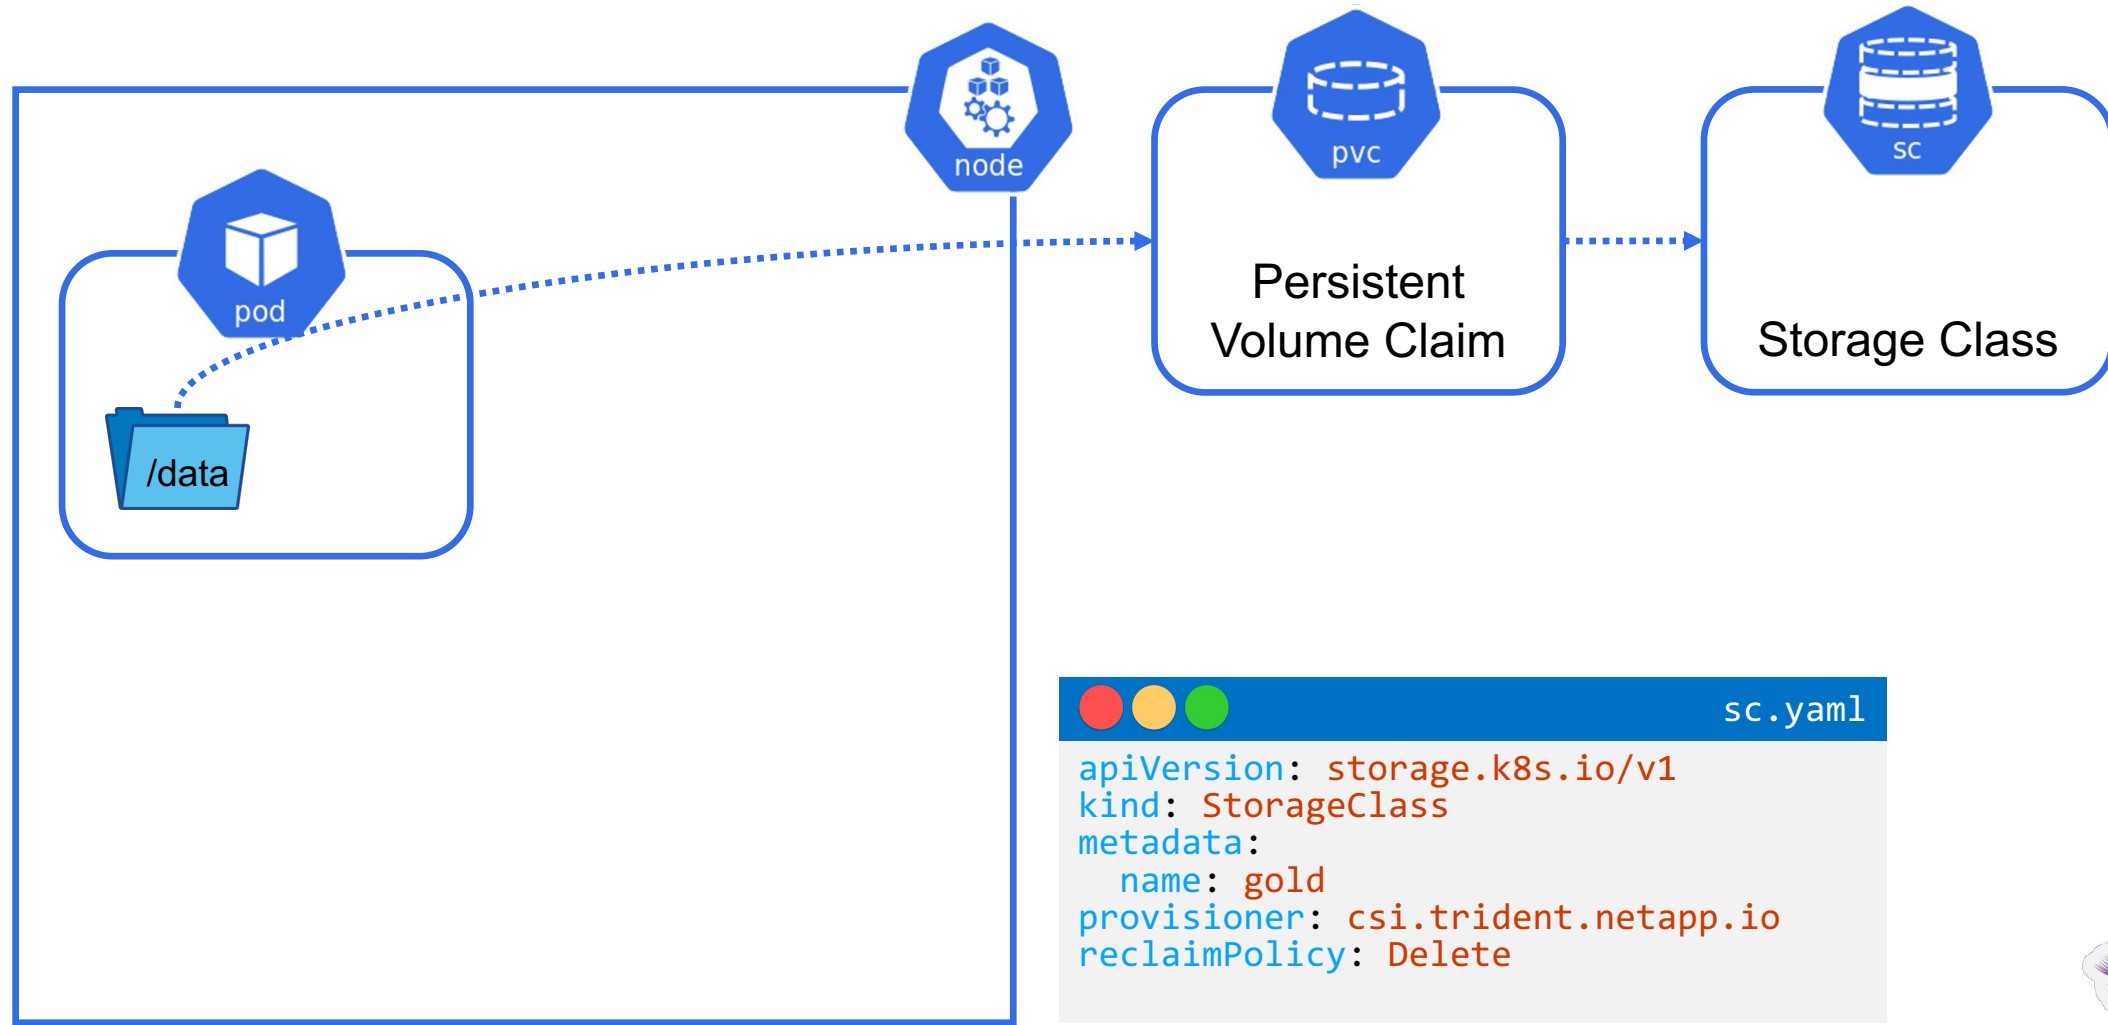 node
pvc
sc
pod
Persistent
Volume Claim
Storage Class
/data
sc.yaml
apiVersion: storage.k8s.io/v1
kind: StorageClass
metadata:
  name: gold
provisioner: csi.trident.netapp.io
reclaimPolicy: Delete